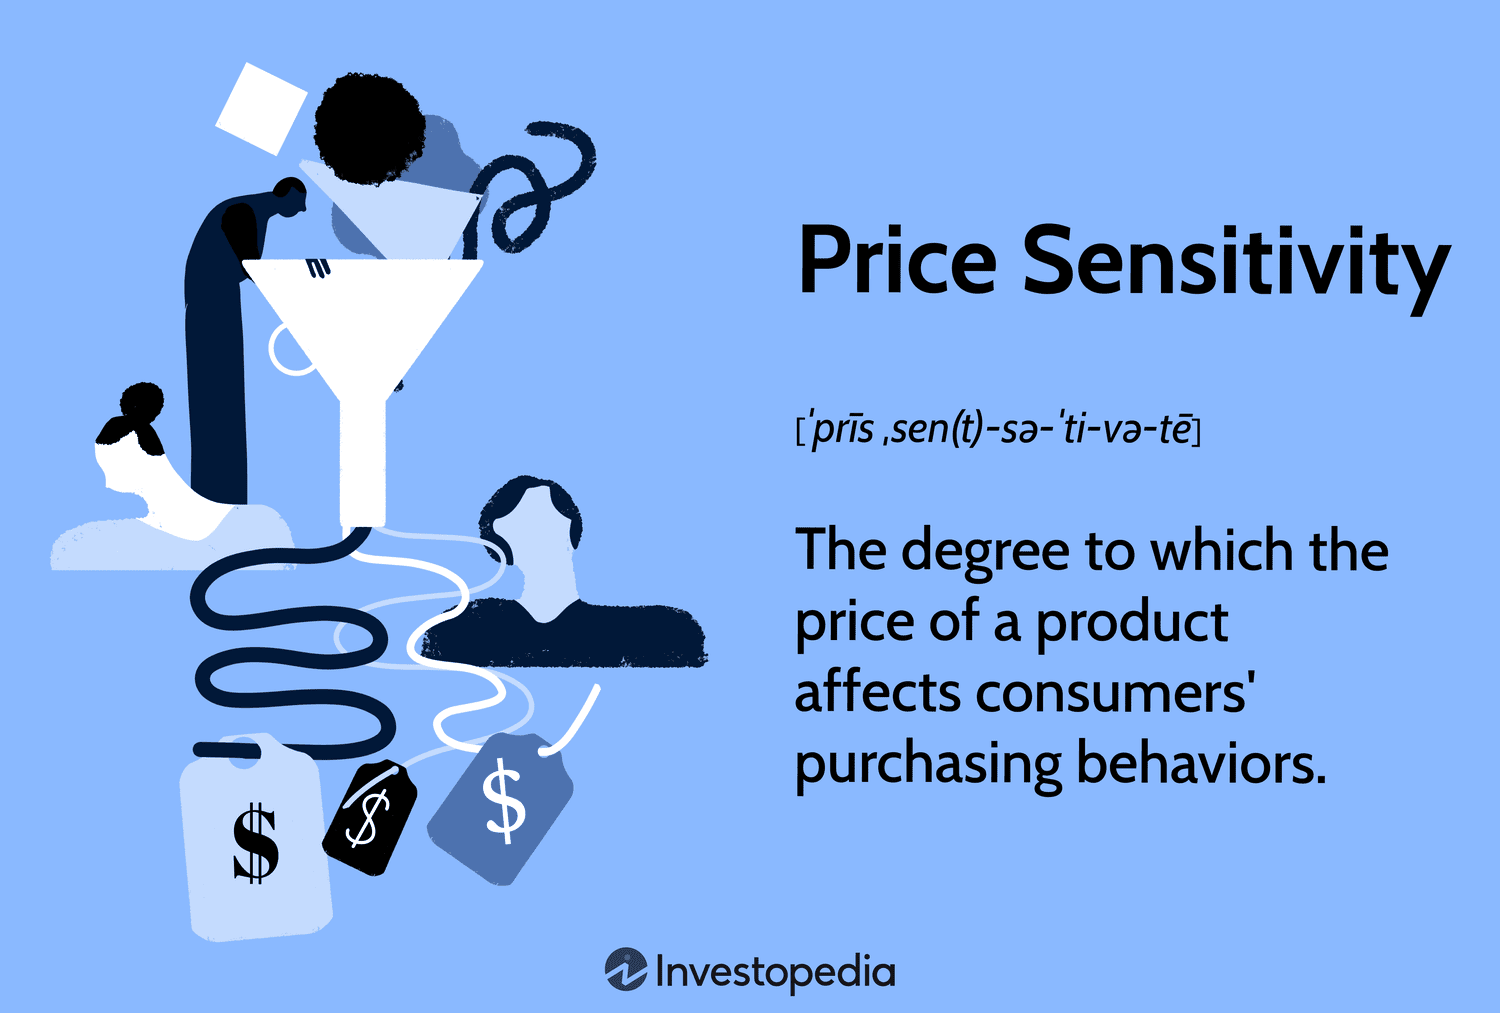 Price Sensitivity
[ˈprīs ˌsen(t)-sə-ˈti-və-tē]
The degree to which the
price of a product
affects consumers'
purchasing behaviors.
$
$
$
Investopedia